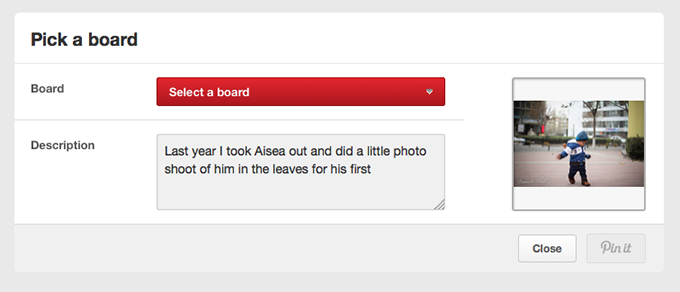 Pick a board
Board
Select a board
Description
Last year I took Aisea out and did a little photo
shoot of him in the leaves for his first
Close
Pin it